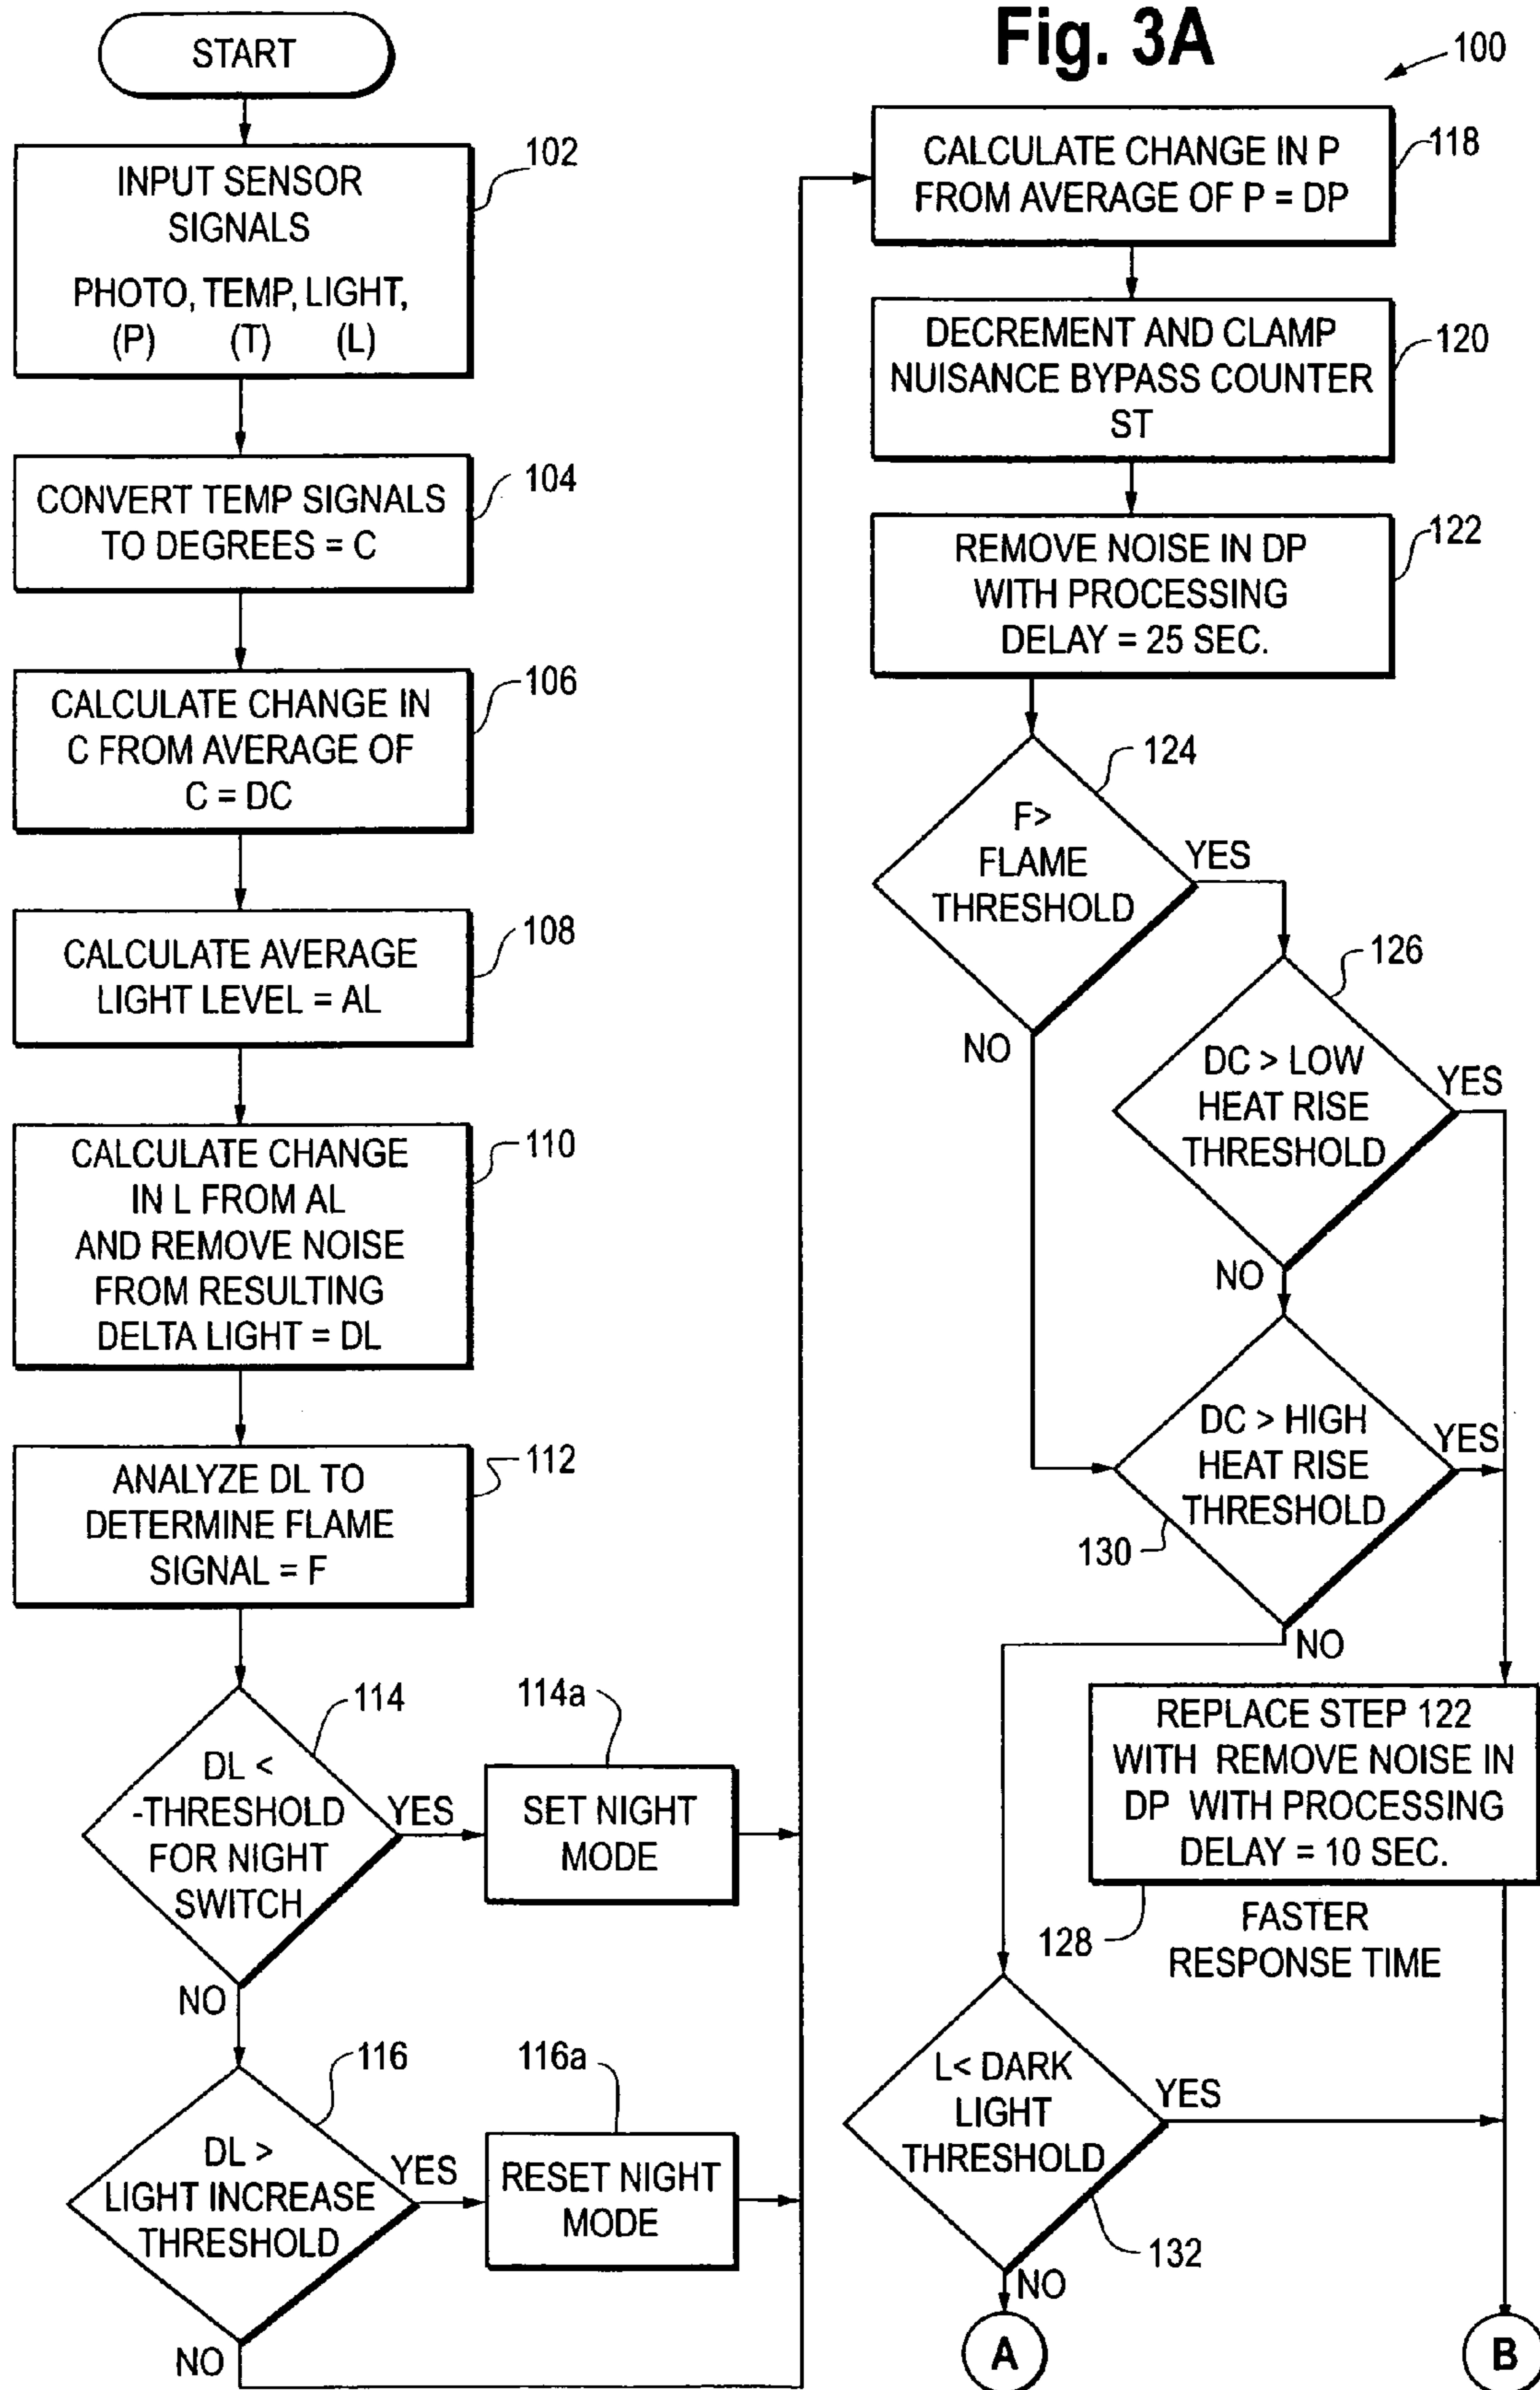 Fig. 3A
100
START
102
INPUT SENSOR
SIGNALS
PHOTO, TEMP, LIGHT,
(P) (T) (L)
104
CONVERT TEMP SIGNALS
TO DEGREES = C
106
CALCULATE CHANGE IN
C FROM AVERAGE OF
C = DC
108
CALCULATE AVERAGE
LIGHT LEVEL = AL
110
CALCULATE CHANGE
IN L FROM AL
AND REMOVE NOISE
FROM RESULTING
DELTA LIGHT = DL
112
ANALYZE DL TO
DETERMINE FLAME
SIGNAL = F
114
DL <
-THRESHOLD
FOR NIGHT
SWITCH
YES
NO
114a
SET NIGHT
MODE
116
DL >
LIGHT INCREASE
THRESHOLD
YES
NO
116a
RESET NIGHT
MODE
118
CALCULATE CHANGE IN P
FROM AVERAGE OF P = DP
120
DECREMENT AND CLAMP
NUISANCE BYPASS COUNTER
ST
122
REMOVE NOISE IN DP
WITH PROCESSING
DELAY = 25 SEC.
124
F>
FLAME
THRESHOLD
YES
NO
126
DC > LOW
HEAT RISE
THRESHOLD
YES
NO
DC > HIGH
HEAT RISE
THRESHOLD
YES
130
NO
REPLACE STEP 122
WITH REMOVE NOISE IN
DP WITH PROCESSING
DELAY = 10 SEC.
128
FASTER
RESPONSE TIME
L< DARK
LIGHT
THRESHOLD
YES
132
NO
A
B